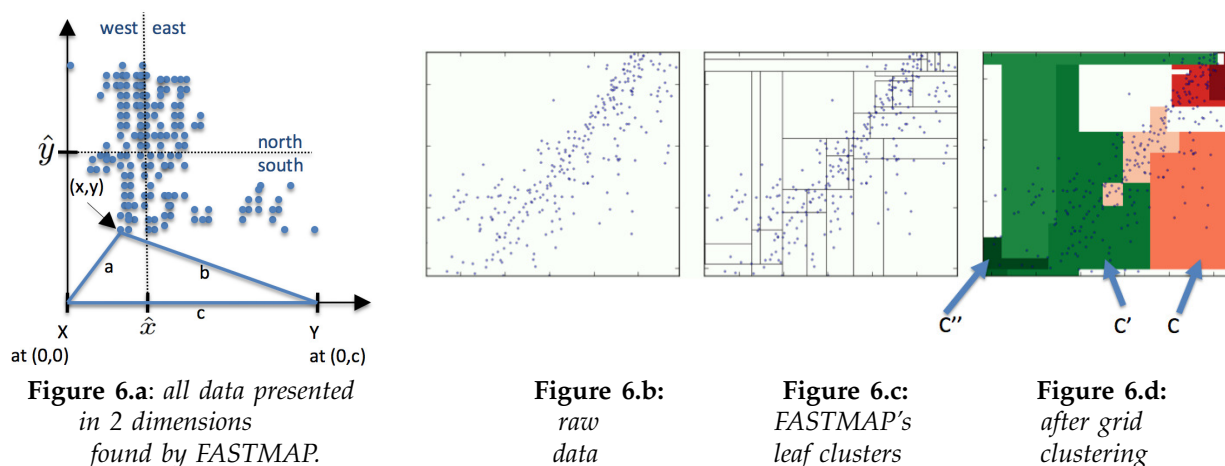 west east
ŷ
north
south
(x,y)
a
b
c
X
x̂
Y
at (0,0)
at (0,c)
C''
C'
C
Figure 6.a: all data presented
in 2 dimensions
found by FASTMAP.
Figure 6.b:
raw
data
Figure 6.c:
FASTMAP's
leaf clusters
Figure 6.d:
after grid
clustering